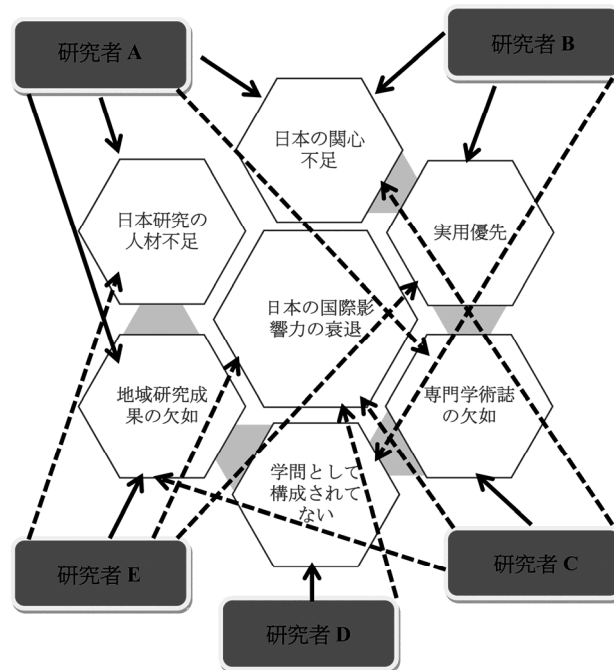 研究者 A
研究者 B
日本の関心
不足
日本研究の
人材不足
実用優先
日本の国際影
響力の衰退
地域研究成
果の欠如
専門学術誌
の欠如
学問として
構成されて
ない
研究者 E
研究者 C
研究者 D